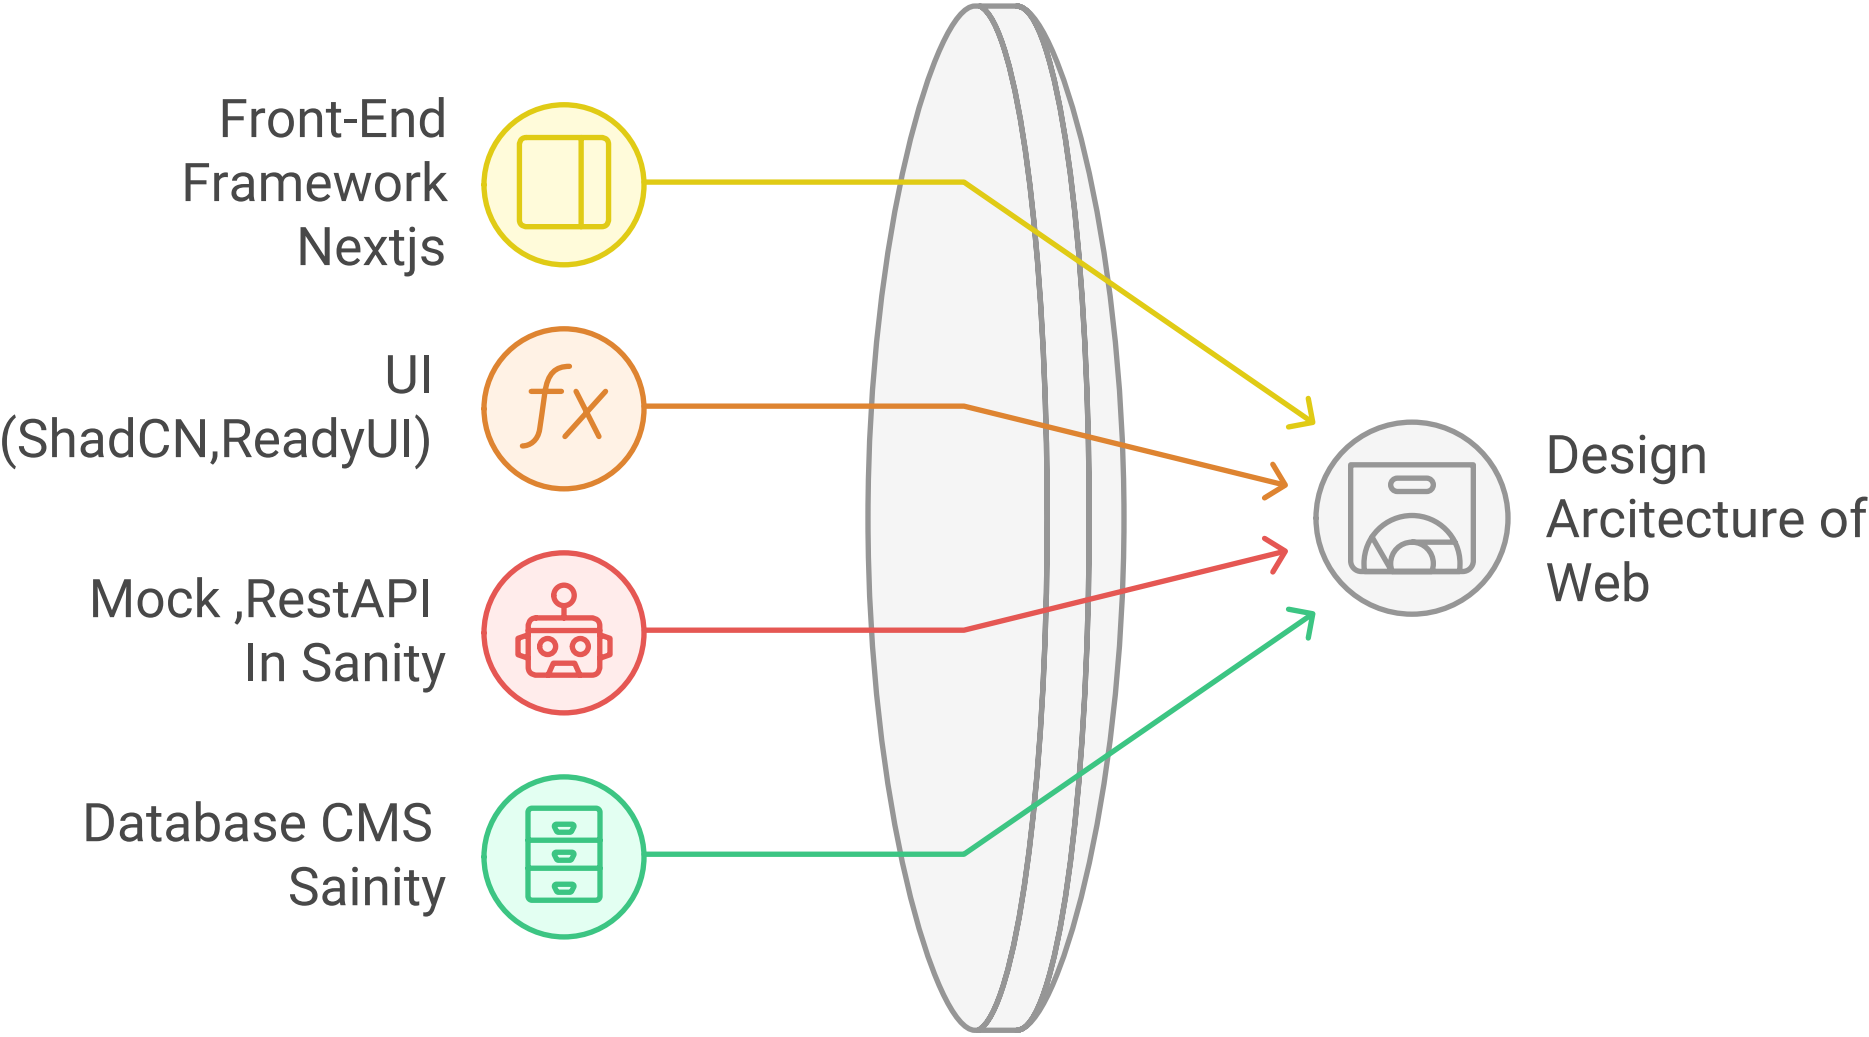 Front-End
Framework
Nextjs
UI
(ShadCN,ReadyUI)
Mock ,RestAPI
In Sanity
Database CMS
Sainity
Design
Arcitecture of
Web